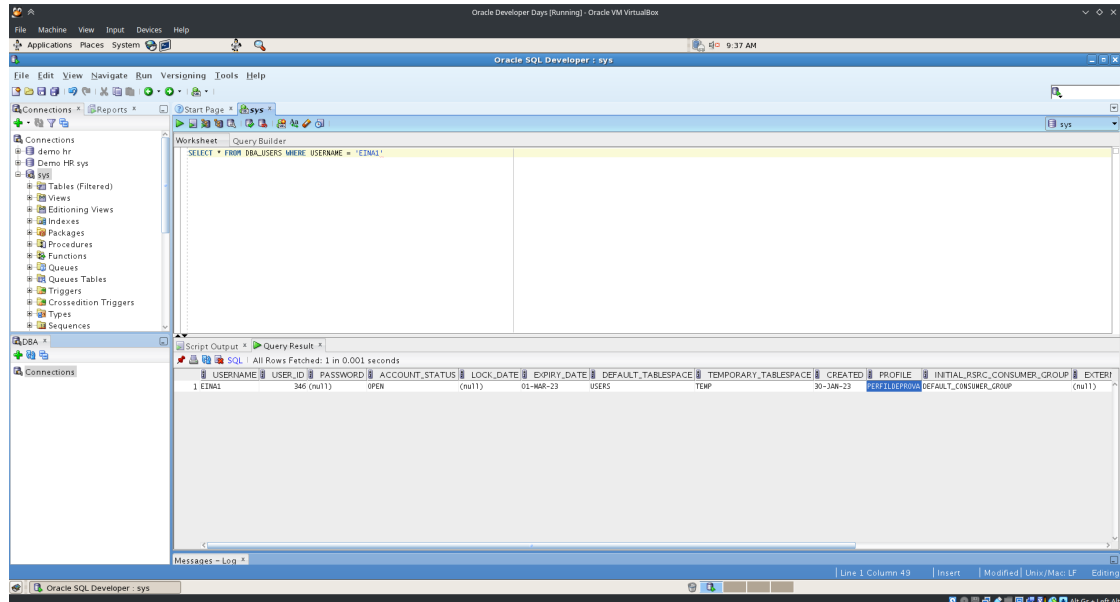 Oracle Developer Days [Running] - Oracle VM VirtualBox
File Machine View Input Devices Help
Applications Places System 9:37 AM
Oracle SQL Developer : sys
File Edit View Navigate Run Versioning Tools Help
Connections Reports Start Page sys
sys
Worksheet Query Builder
SELECT * FROM DBA_USERS WHERE USERNAME = 'EINA1'
Connections
demo hr
Demo HR sys
sys
Tables (Filtered)
Views
Editioning Views
Indexes
Packages
Procedures
Functions
Queues
Queues Tables
Triggers
Crossedition Triggers
Types
Sequences
DBA
Connections
Script Output Query Result
SQL | All Rows Fetched: 1 in 0.001 seconds
USERNAME USER_ID PASSWORD ACCOUNT_STATUS LOCK_DATE EXPIRY_DATE DEFAULT_TABLESPACE TEMPORARY_TABLESPACE CREATED PROFILE INITIAL_RSRC_CONSUMER_GROUP EXTERN
1 EINA1 346 (null) OPEN (null) 01-MAR-23 USERS TEMP 30-JAN-23 PERFILDEPROVA DEFAULT_CONSUMER_GROUP (null)
Messages - Log
Line 1 Column 49 | Insert | Modified | Unix/Mac: LF Editing
Oracle SQL Developer : sys
Alt Gr + Left Alt